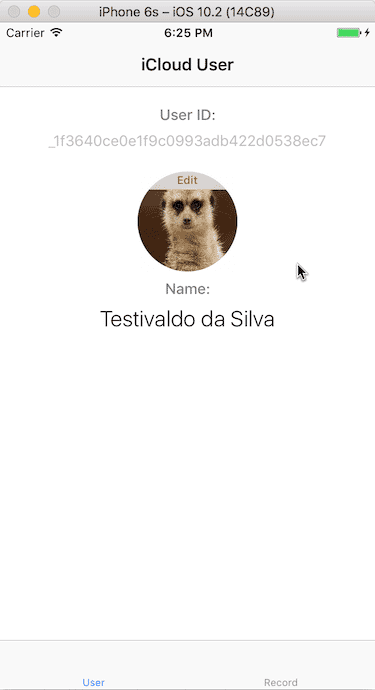 iPhone 6s – iOS 10.2 (14C89)
Carrier 6:25 PM
iCloud User
User ID:
_1f3640ce0e1f9c0993adb422d0538ec7
Edit
Name:
Testivaldo da Silva
User Record